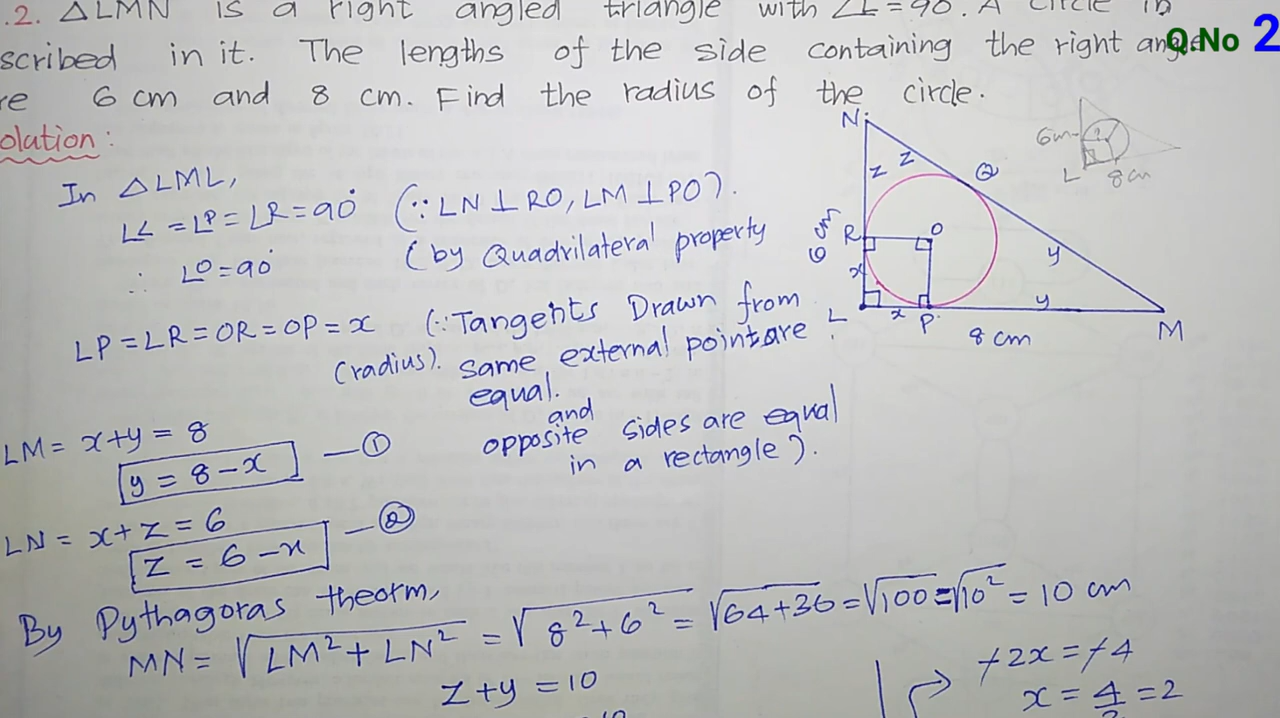 .2. △LMN is a right angled triangle with ∠L = 90. A circle in
scribed in it. The lengths of the side containing the right angle
Q.No 2
re 6 cm and 8 cm. Find the radius of the circle.
olution:
In △LML,
∠L = ∠P = ∠R = 90° (∵ LN ⊥ RO, LM ⊥ PO).
∴ ∠O = 90° (by Quadrilateral property
LP = LR = OR = OP = x (∵ Tangents Drawn from
(radius). same external point are
equal.
and
opposite sides are equal
in a rectangle).
LM = x+y = 8
y = 8-x —①
LN = x+z = 6
z = 6-x —②
By Pythagoras theorm,
MN = √LM²+LN² = √8²+6² = √64+36 = √100 = √10² = 10 cm
z+y = 10
-2x = -4
x = 4/2 = 2
N
z z
Q
6 cm
R O
x y
y
L x P M
8 cm
6cm
L 8cm